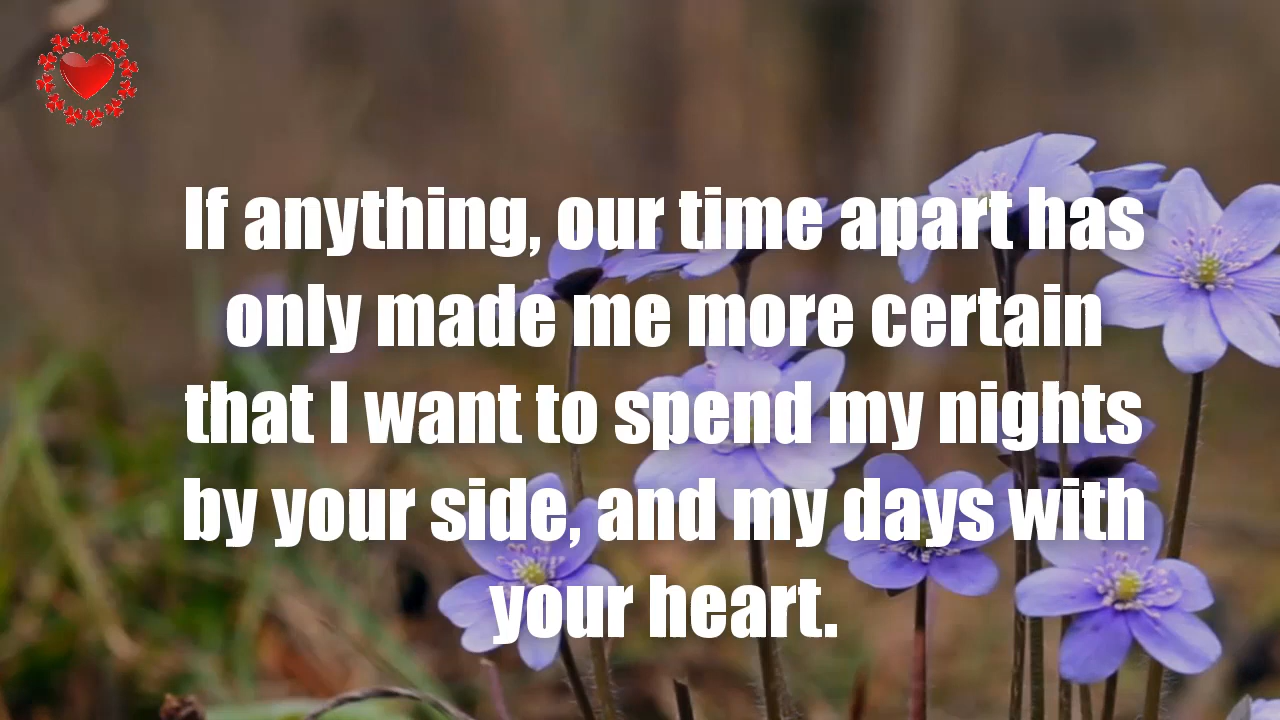 If anything, our time apart has
only made me more certain
that I want to spend my nights
by your side, and my days with
your heart.